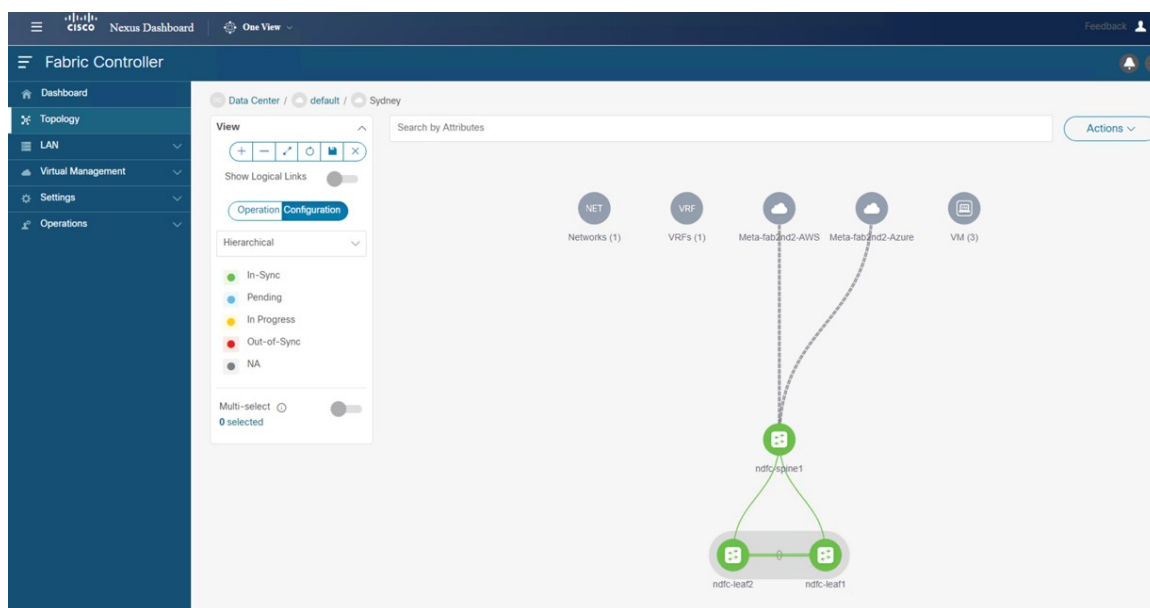 CISCO Nexus Dashboard One View Feedback
Fabric Controller
Dashboard
Topology
LAN
Virtual Management
Settings
Operations
Data Center / default / Sydney
View
Show Logical Links
Operation Configuration
Hierarchical
In-Sync
Pending
In Progress
Out-of-Sync
NA
Multi-select
0 selected
Search by Attributes
Actions
NET
VRF
Networks (1) VRFs (1) Meta-fab2nd2-AWS Meta-fab2nd2-Azure VM (3)
ndfc-spine1
ndfc-leaf2 ndfc-leaf1